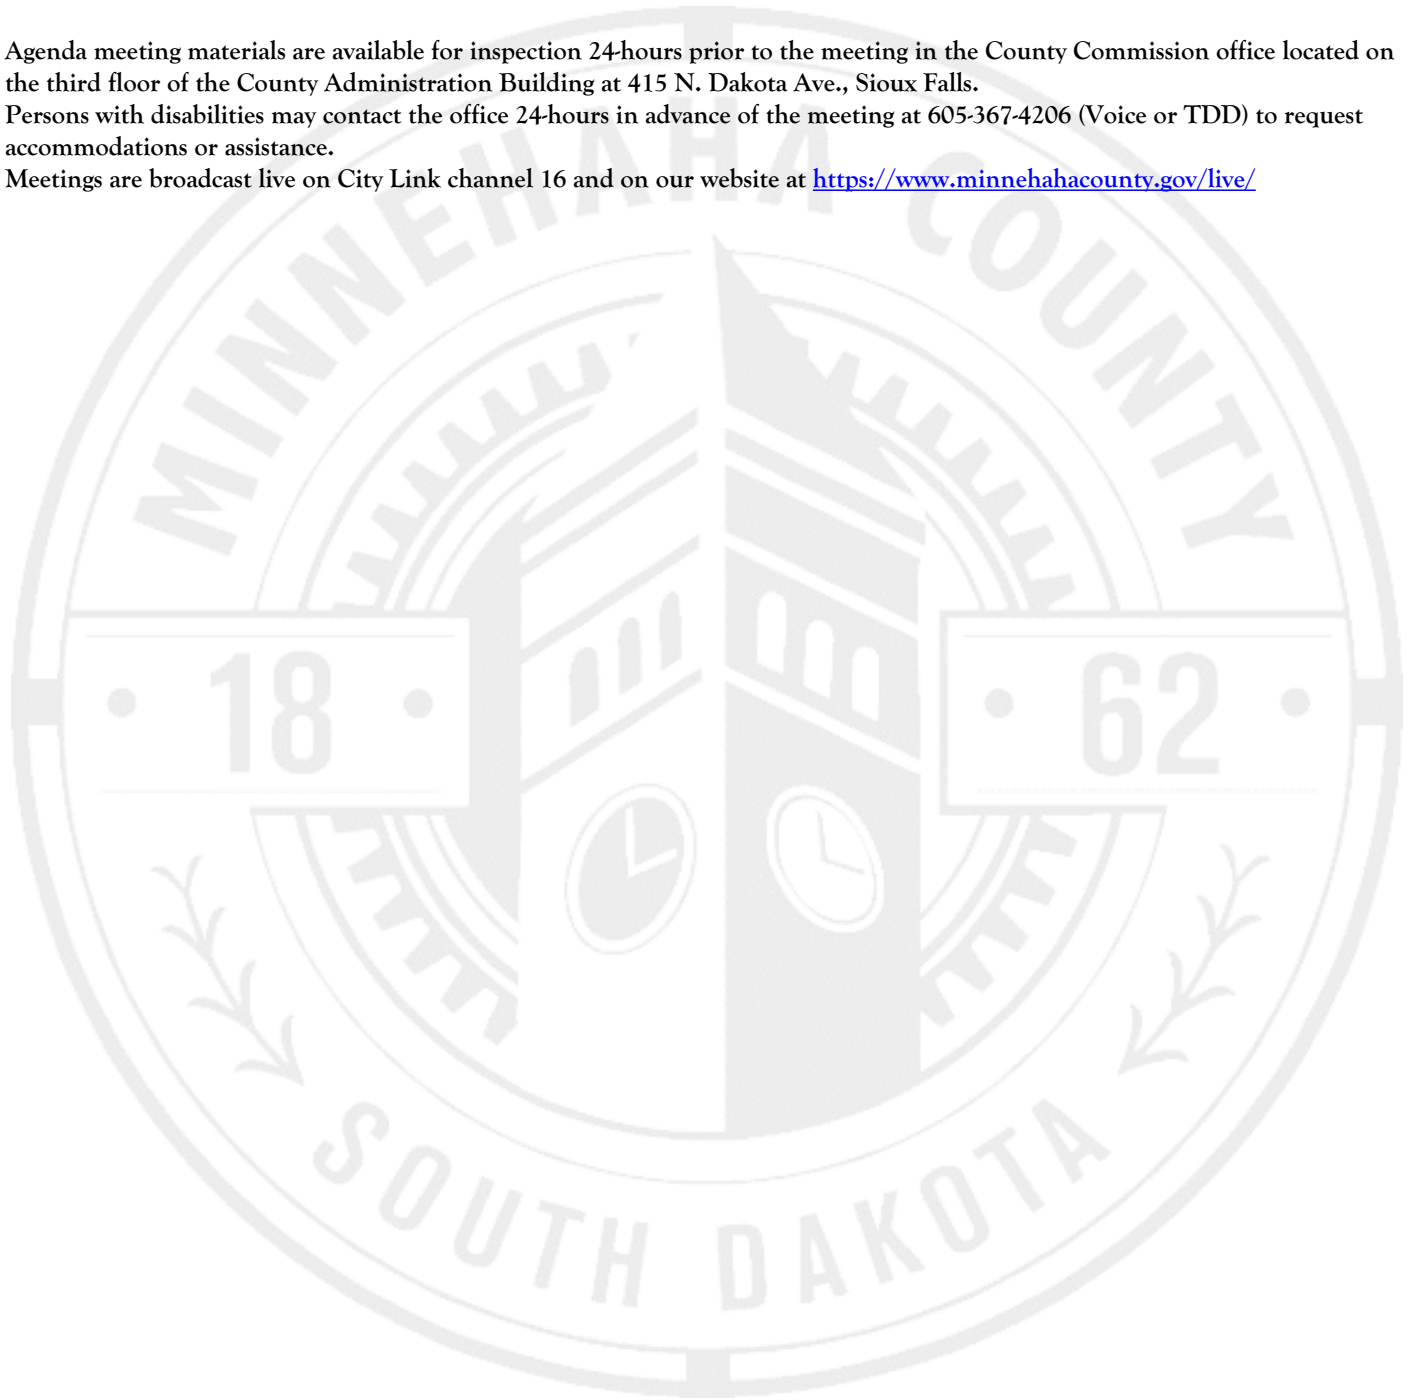 Agenda meeting materials are available for inspection 24-hours prior to the meeting in the County Commission office located on
the third floor of the County Administration Building at 415 N. Dakota Ave., Sioux Falls.
Persons with disabilities may contact the office 24-hours in advance of the meeting at 605-367-4206 (Voice or TDD) to request
accommodations or assistance.
Meetings are broadcast live on City Link channel 16 and on our website at https://www.minnehahacounty.gov/live/
MINNEHAHA COUNTY
18 62
SOUTH DAKOTA